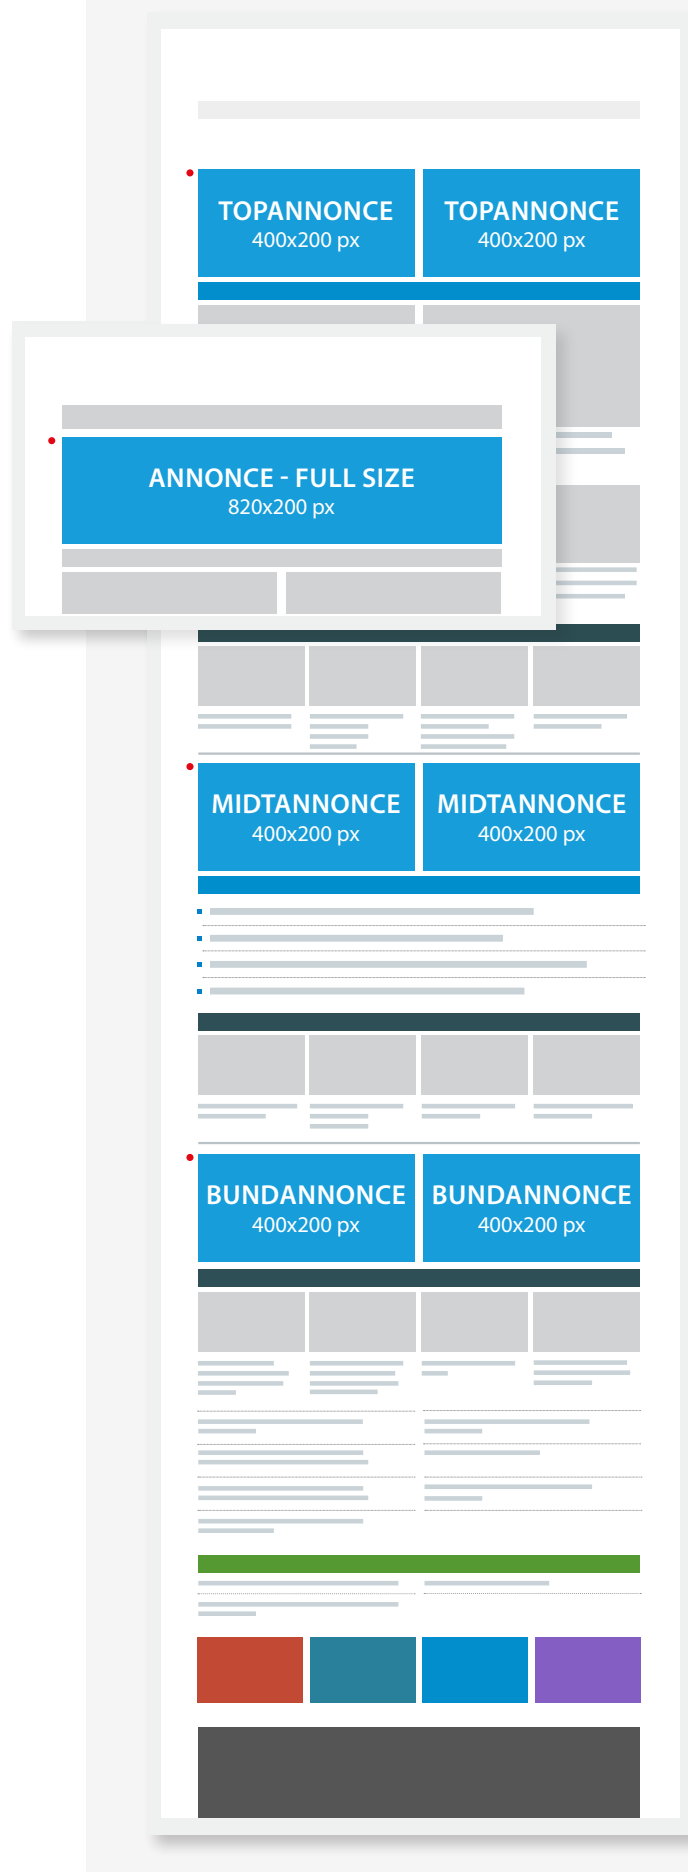 TOPANNONCE
400x200 px
TOPANNONCE
400x200 px
ANNONCE - FULL SIZE
820x200 px
MIDTANNONCE
400x200 px
MIDTANNONCE
400x200 px
BUNDANNONCE
400x200 px
BUNDANNONCE
400x200 px